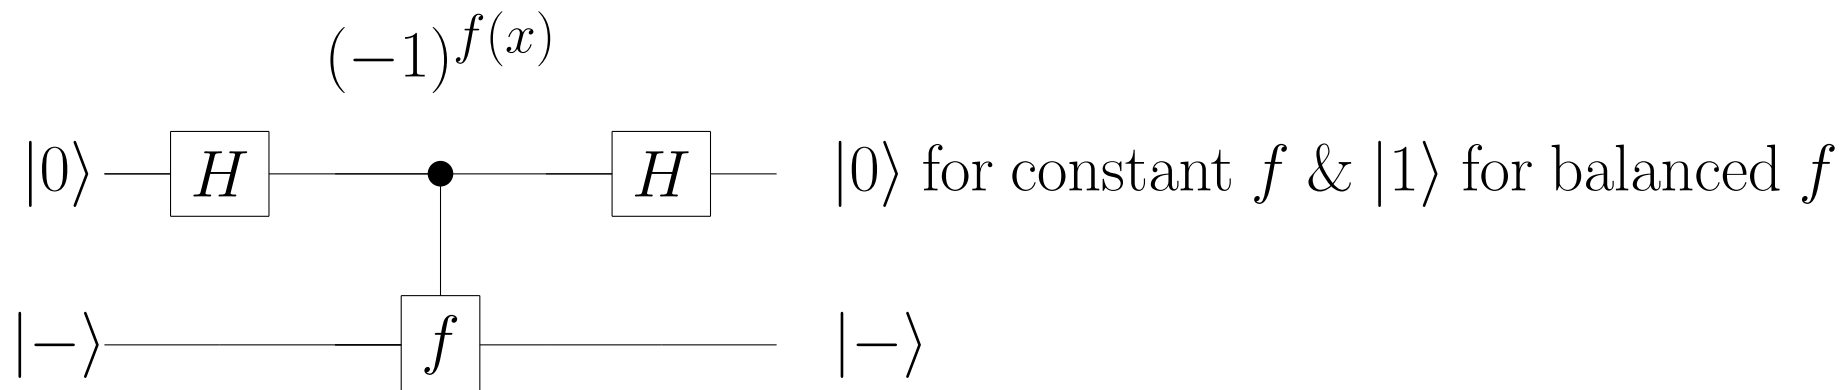 (−1)^{f(x)}
|0⟩ H H |0⟩ for constant f & |1⟩ for balanced f
|−⟩ f |−⟩